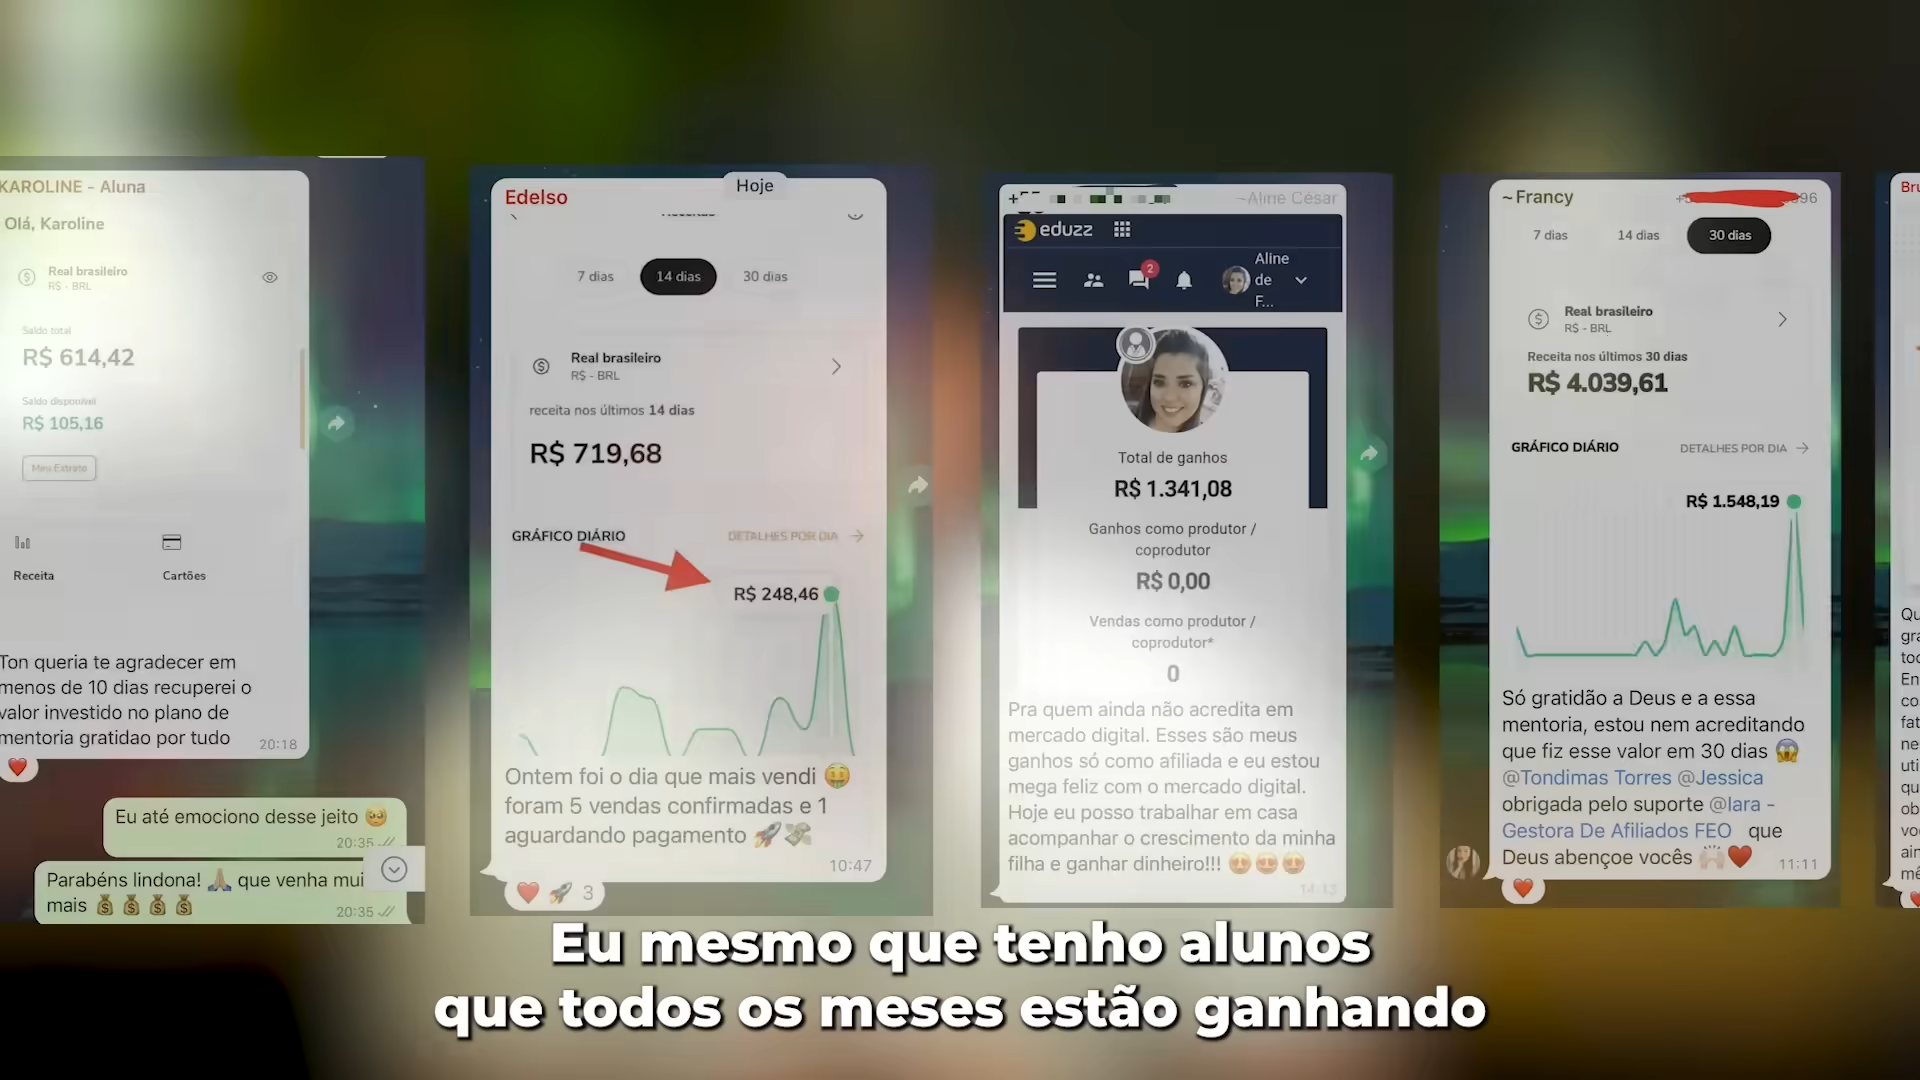 KAROLINE - Aluna
Olá, Karoline
Real brasileiro
R$ - BRL
Saldo total
R$ 614,42
Saldo disponível
R$ 105,16
Meu Extrato
Receita
Cartões
Ton queria te agradecer em
menos de 10 dias recuperei o
valor investido no plano de
mentoria gratidao por tudo
20:18
Eu até emociono desse jeito 🥺
20:35
Parabéns lindona! 🙏 que venha mui
mais 💰 💰 💰 💰
20:35
Hoje
Edelso
7 dias
14 dias
30 dias
Real brasileiro
R$ - BRL
receita nos últimos 14 dias
R$ 719,68
GRÁFICO DIÁRIO
DETALHES POR DIA
R$ 248,46
Ontem foi o dia que mais vendi 🤑
foram 5 vendas confirmadas e 1
aguardando pagamento 🚀💸
10:47
❤️ 🚀 3
~Aline César
eduzz
2
Aline
de
F...
Total de ganhos
R$ 1.341,08
Ganhos como produtor /
coprodutor
R$ 0,00
Vendas como produtor /
coprodutor*
0
Pra quem ainda não acredita em
mercado digital. Esses são meus
ganhos só como afiliada e eu estou
mega feliz com o mercado digital.
Hoje eu posso trabalhar em casa
acompanhar o crescimento da minha
filha e ganhar dinheiro!!! 😍😍😍
14:13
~Francy
96
7 dias
14 dias
30 dias
Real brasileiro
R$ - BRL
Receita nos últimos 30 dias
R$ 4.039,61
GRÁFICO DIÁRIO
DETALHES POR DIA
R$ 1.548,19
Só gratidão a Deus e a essa
mentoria, estou nem acreditando
que fiz esse valor em 30 dias 😱
@Tondimas Torres @Jessica
obrigada pelo suporte @Iara -
Gestora De Afiliados FEO que
Deus abençoe vocês 🙌🏻❤️
11:11
Eu mesmo que tenho alunos
que todos os meses estão ganhando